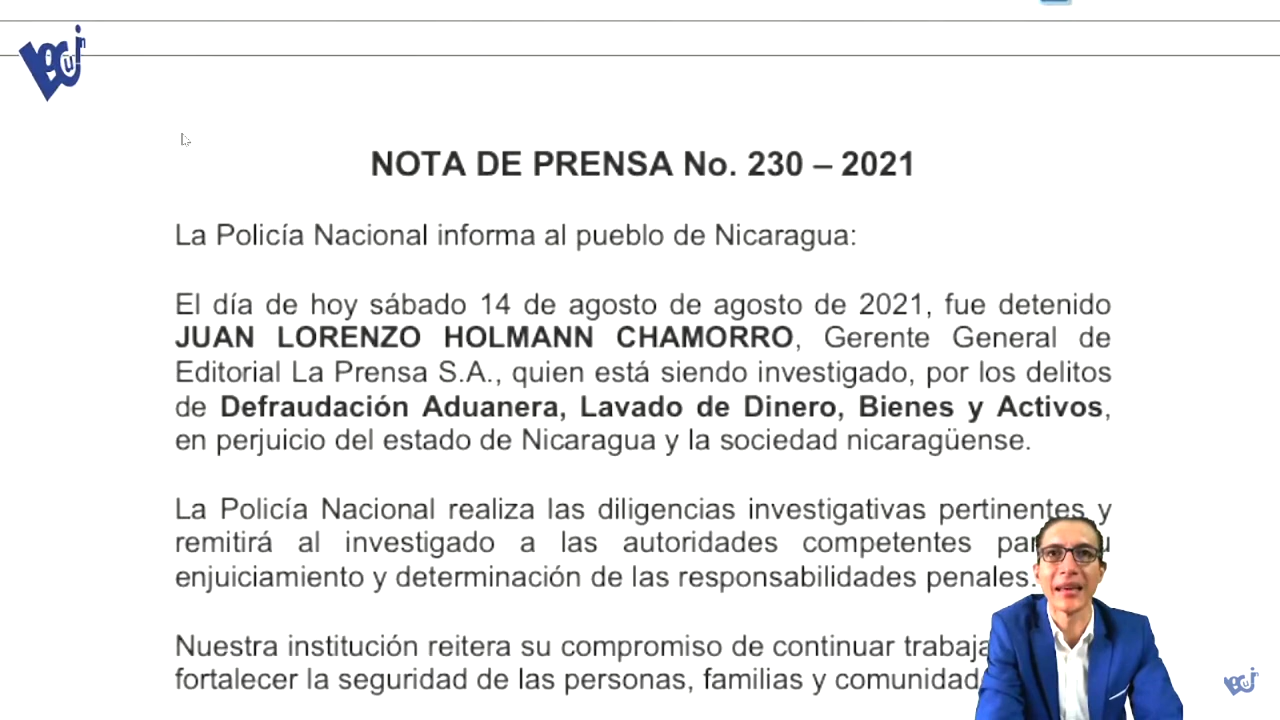 NOTA DE PRENSA No. 230 – 2021
La Policía Nacional informa al pueblo de Nicaragua:
El día de hoy sábado 14 de agosto de agosto de 2021, fue detenido
JUAN LORENZO HOLMANN CHAMORRO, Gerente General de
Editorial La Prensa S.A., quien está siendo investigado, por los delitos
de Defraudación Aduanera, Lavado de Dinero, Bienes y Activos,
en perjuicio del estado de Nicaragua y la sociedad nicaragüense.
La Policía Nacional realiza las diligencias investigativas pertinentes y
remitirá al investigado a las autoridades competentes
enjuiciamiento y determinación de las responsabilidades penales.
Nuestra institución reitera su compromiso de continuar
fortalecer la seguridad de las personas, familias y